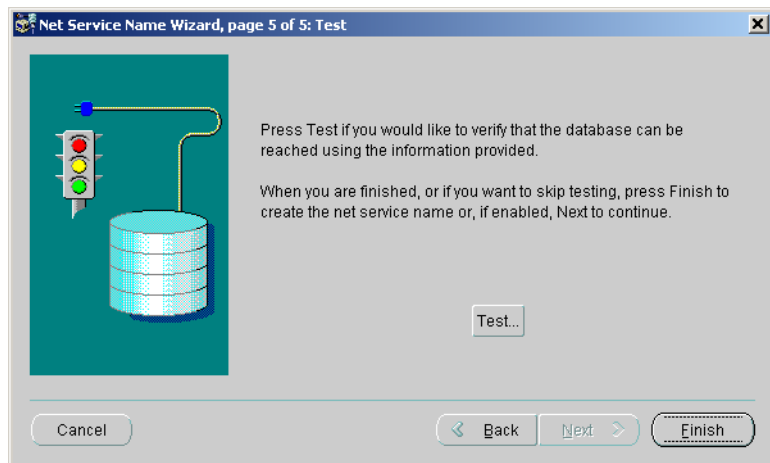 Net Service Name Wizard, page 5 of 5: Test
Press Test if you would like to verify that the database can be
reached using the information provided.
When you are finished, or if you want to skip testing, press Finish to
create the net service name or, if enabled, Next to continue.
Test...
Cancel
Back
Next
Finish